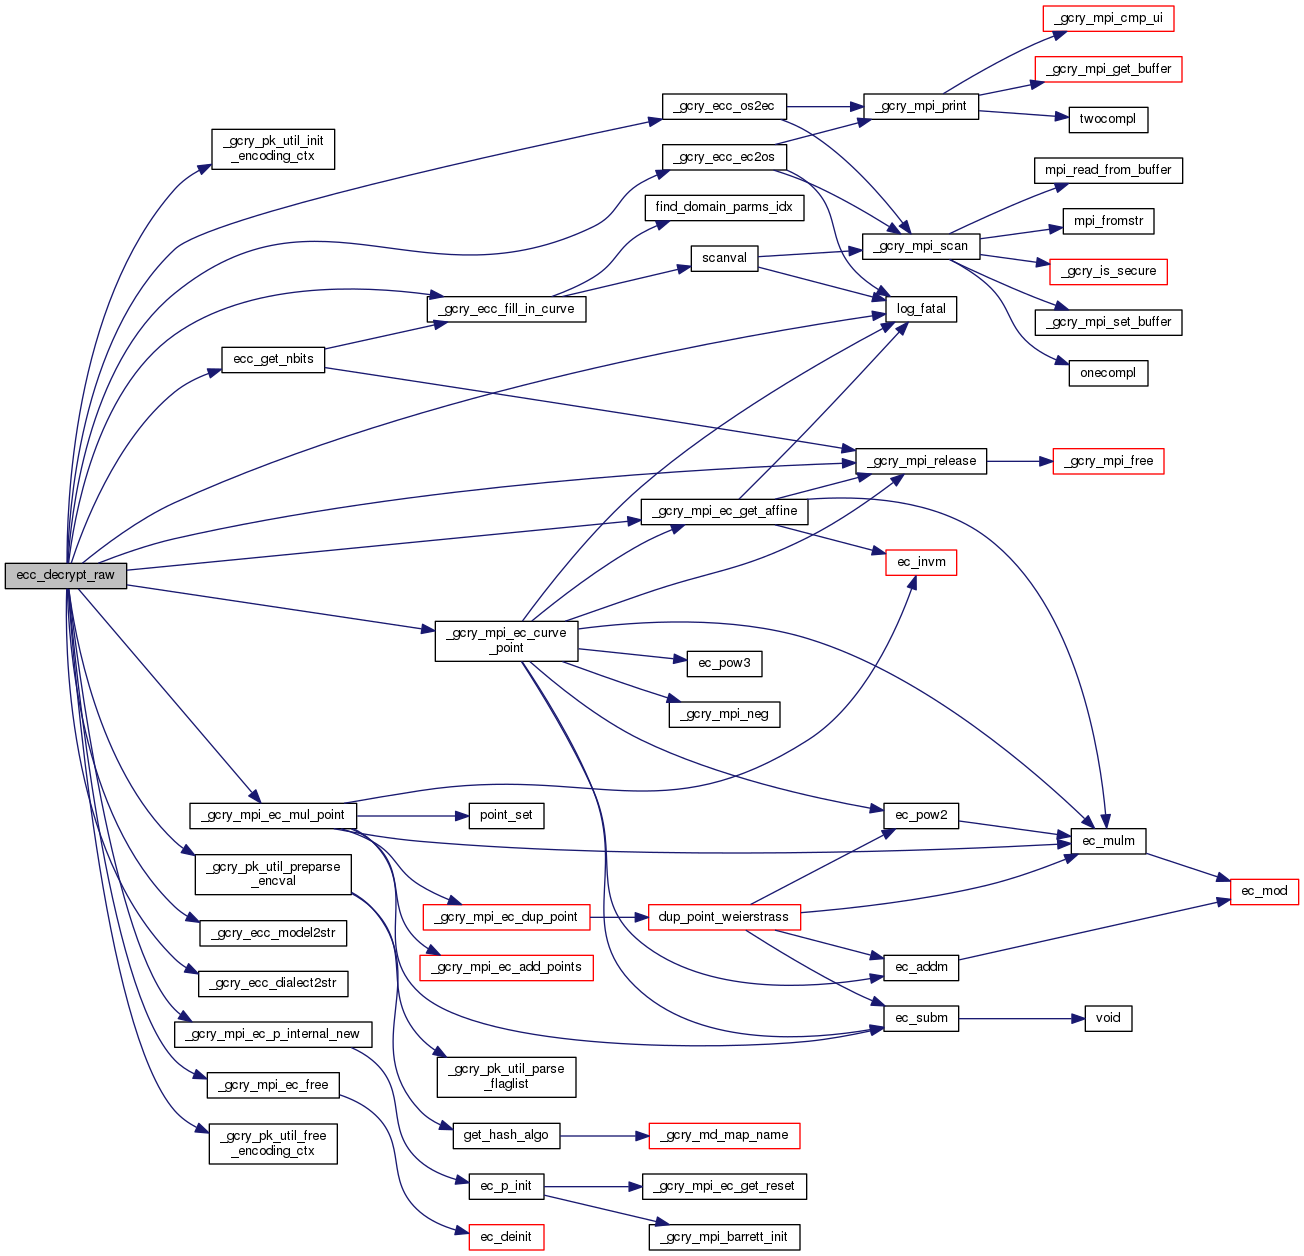 _gcry_mpi_cmp_ui
_gcry_mpi_get_buffer
_gcry_ecc_os2ec
_gcry_mpi_print
twocompl
_gcry_pk_util_init
_encoding_ctx
_gcry_ecc_ec2os
mpi_read_from_buffer
find_domain_parms_idx
mpi_fromstr
scanval
_gcry_mpi_scan
_gcry_is_secure
_gcry_ecc_fill_in_curve
log_fatal
_gcry_mpi_set_buffer
ecc_get_nbits
onecompl
_gcry_mpi_release
_gcry_mpi_free
_gcry_mpi_ec_get_affine
ec_invm
ecc_decrypt_raw
_gcry_mpi_ec_curve
_point
ec_pow3
_gcry_mpi_neg
_gcry_mpi_ec_mul_point
point_set
ec_pow2
ec_mulm
_gcry_pk_util_preparse
_encval
ec_mod
_gcry_mpi_ec_dup_point
dup_point_weierstrass
_gcry_ecc_model2str
_gcry_mpi_ec_add_points
ec_addm
_gcry_ecc_dialect2str
ec_subm
void
_gcry_mpi_ec_p_internal_new
_gcry_pk_util_parse
_flaglist
_gcry_mpi_ec_free
_gcry_pk_util_free
_encoding_ctx
get_hash_algo
_gcry_md_map_name
ec_p_init
_gcry_mpi_ec_get_reset
ec_deinit
_gcry_mpi_barrett_init